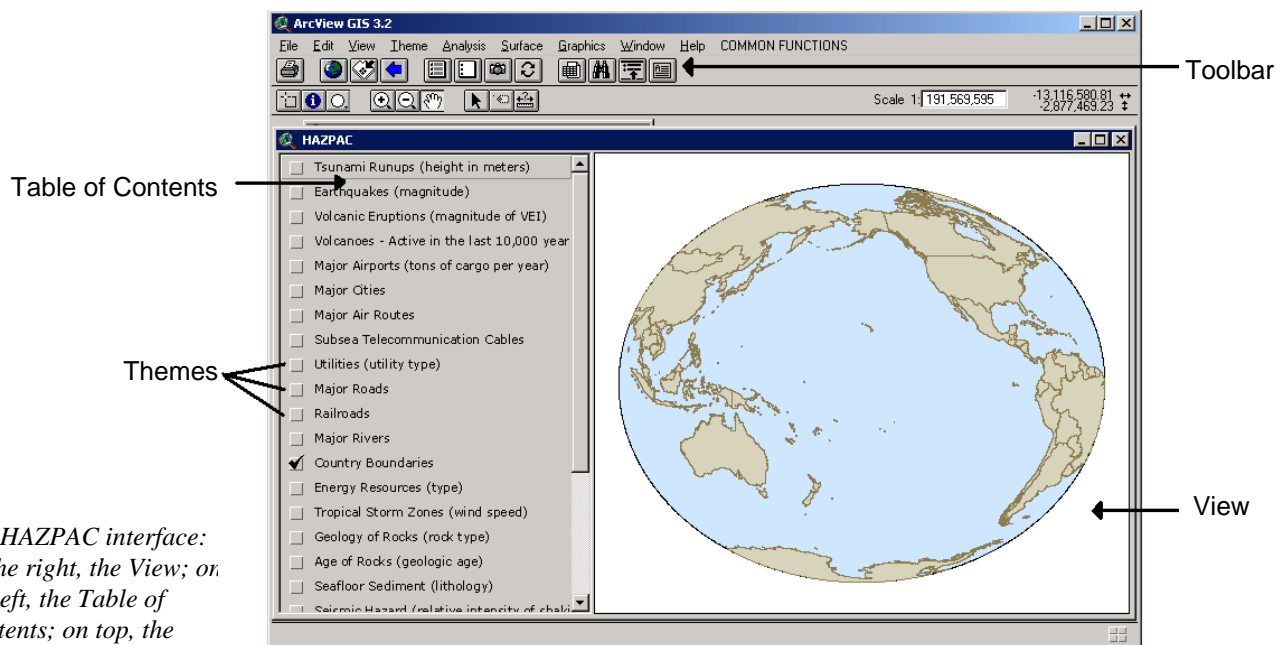 ArcView GIS 3.2
File Edit View Theme Analysis Surface Graphics Window Help COMMON FUNCTIONS
Toolbar
Scale 1: 191,569,595
-13,116,580.81
-2,877,469.23
HAZPAC
Table of Contents
Tsunami Runups (height in meters)
Earthquakes (magnitude)
Volcanic Eruptions (magnitude of VEI)
Volcanoes - Active in the last 10,000 year
Major Airports (tons of cargo per year)
Major Cities
Major Air Routes
Subsea Telecommunication Cables
Themes
Utilities (utility type)
Major Roads
Railroads
Major Rivers
Country Boundaries
Energy Resources (type)
Tropical Storm Zones (wind speed)
Geology of Rocks (rock type)
Age of Rocks (geologic age)
Seafloor Sediment (lithology)
Seismic Hazard (relative intensity of shaki
View
HAZPAC interface:
he right, the View; on
eft, the Table of
tents; on top, the